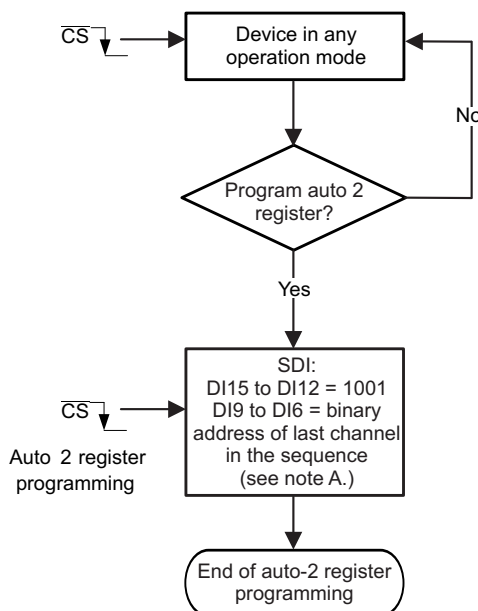 CS
Device in any
operation mode
No
Program auto 2
register?
Yes
SDI:
DI15 to DI12 = 1001
DI9 to DI6 = binary
address of last channel
in the sequence
(see note A.)
CS
Auto 2 register
programming
End of auto-2 register
programming